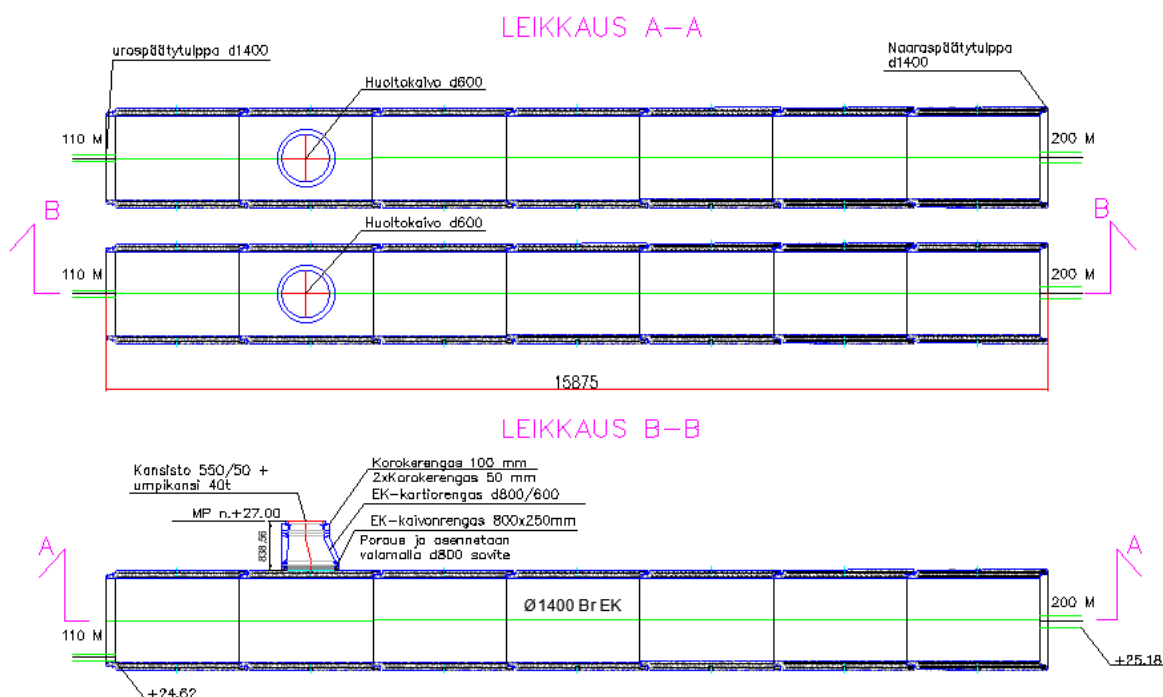 LEIKKAUS A-A
urospäätytulppa d1400
Naaraspäätytulppa
d1400
Huoltokaivo d600
110 M
200 M
B
B
Huoltokaivo d600
110 M
200 M
15875
LEIKKAUS B-B
Kansisto 550/50 +
umpikansi 40t
Korokerengas 100 mm
2xKorokerengas 50 mm
EK-kartiorengas d800/600
MP n.+27.00
EK-kaivonrengas 800x250mm
838.56
Poraus ja asennetaan
valamalla d800 sovite
A
A
Ø1400 Br EK
200 M
110 M
+25.18
+24.62